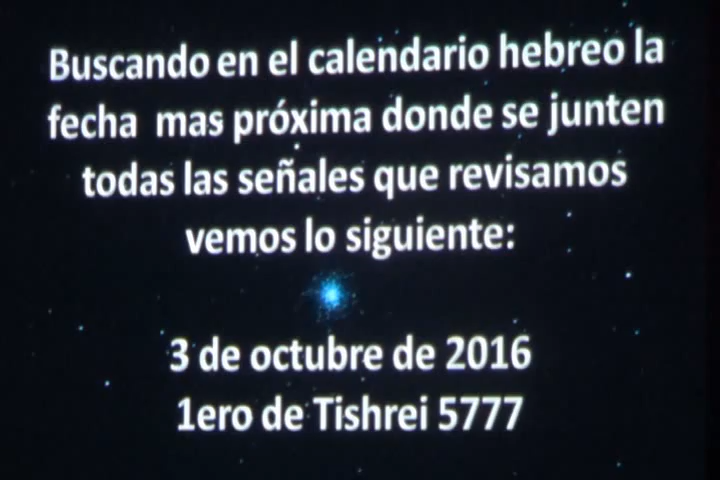 Buscando en el calendario hebreo la
fecha mas próxima donde se junten
todas las señales que revisamos
vemos lo siguiente:
3 de octubre de 2016
1ero de Tishrei 5777